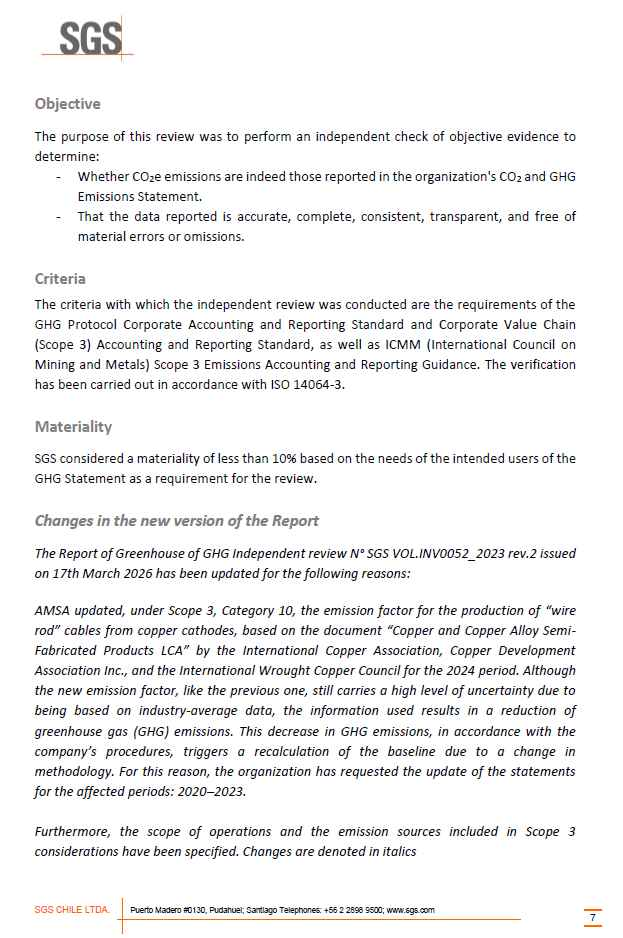 SGS
Objective
The purpose of this review was to perform an independent check of objective evidence to
determine:
- Whether CO₂e emissions are indeed those reported in the organization's CO₂ and GHG
Emissions Statement.
- That the data reported is accurate, complete, consistent, transparent, and free of
material errors or omissions.
Criteria
The criteria with which the independent review was conducted are the requirements of the
GHG Protocol Corporate Accounting and Reporting Standard and Corporate Value Chain
(Scope 3) Accounting and Reporting Standard, as well as ICMM (International Council on
Mining and Metals) Scope 3 Emissions Accounting and Reporting Guidance. The verification
has been carried out in accordance with ISO 14064-3.
Materiality
SGS considered a materiality of less than 10% based on the needs of the intended users of the
GHG Statement as a requirement for the review.
Changes in the new version of the Report
The Report of Greenhouse of GHG Independent review N° SGS VOL.INV0052_2023 rev.2 issued
on 17th March 2026 has been updated for the following reasons:
AMSA updated, under Scope 3, Category 10, the emission factor for the production of “wire
rod” cables from copper cathodes, based on the document “Copper and Copper Alloy Semi-
Fabricated Products LCA” by the International Copper Association, Copper Development
Association Inc., and the International Wrought Copper Council for the 2024 period. Although
the new emission factor, like the previous one, still carries a high level of uncertainty due to
being based on industry-average data, the information used results in a reduction of
greenhouse gas (GHG) emissions. This decrease in GHG emissions, in accordance with the
company’s procedures, triggers a recalculation of the baseline due to a change in
methodology. For this reason, the organization has requested the update of the statements
for the affected periods: 2020–2023.
Furthermore, the scope of operations and the emission sources included in Scope 3
considerations have been specified. Changes are denoted in italics
SGS CHILE LTDA. Puerto Madero #0130, Pudahuel; Santiago Telephones: +56 2 2898 9500; www.sgs.com
7